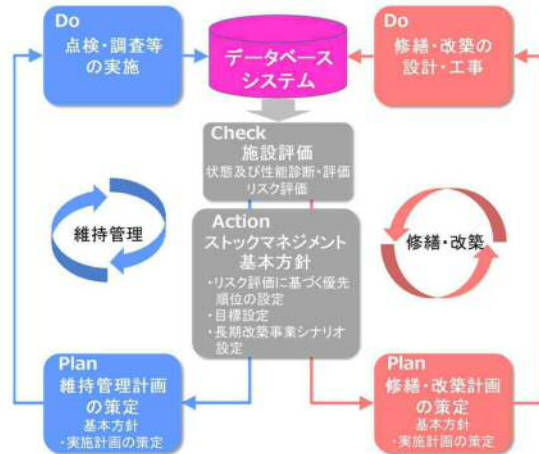 Do
点検・調査等
の実施
データベース
システム
Do
修繕・改築の
設計・工事
Check
施設評価
状態及び性能診断・評価
リスク評価
維持管理
Action
ストックマネジメント
基本方針
・リスク評価に基づく優先
順位の設定
・目標設定
・長期改築事業シナリオ
設定
修繕・改築
Plan
維持管理計画
の策定
基本方針
・実施計画の策定
Plan
修繕・改築計画
の策定
基本方針
・実施計画の策定